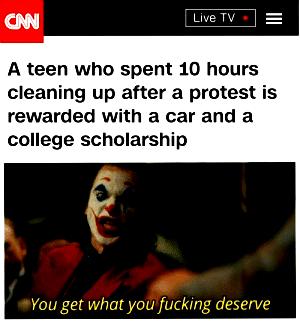 CNN
Live TV
A teen who spent 10 hours
cleaning up after a protest is
rewarded with a car and a
college scholarship
You get what you fucking deserve